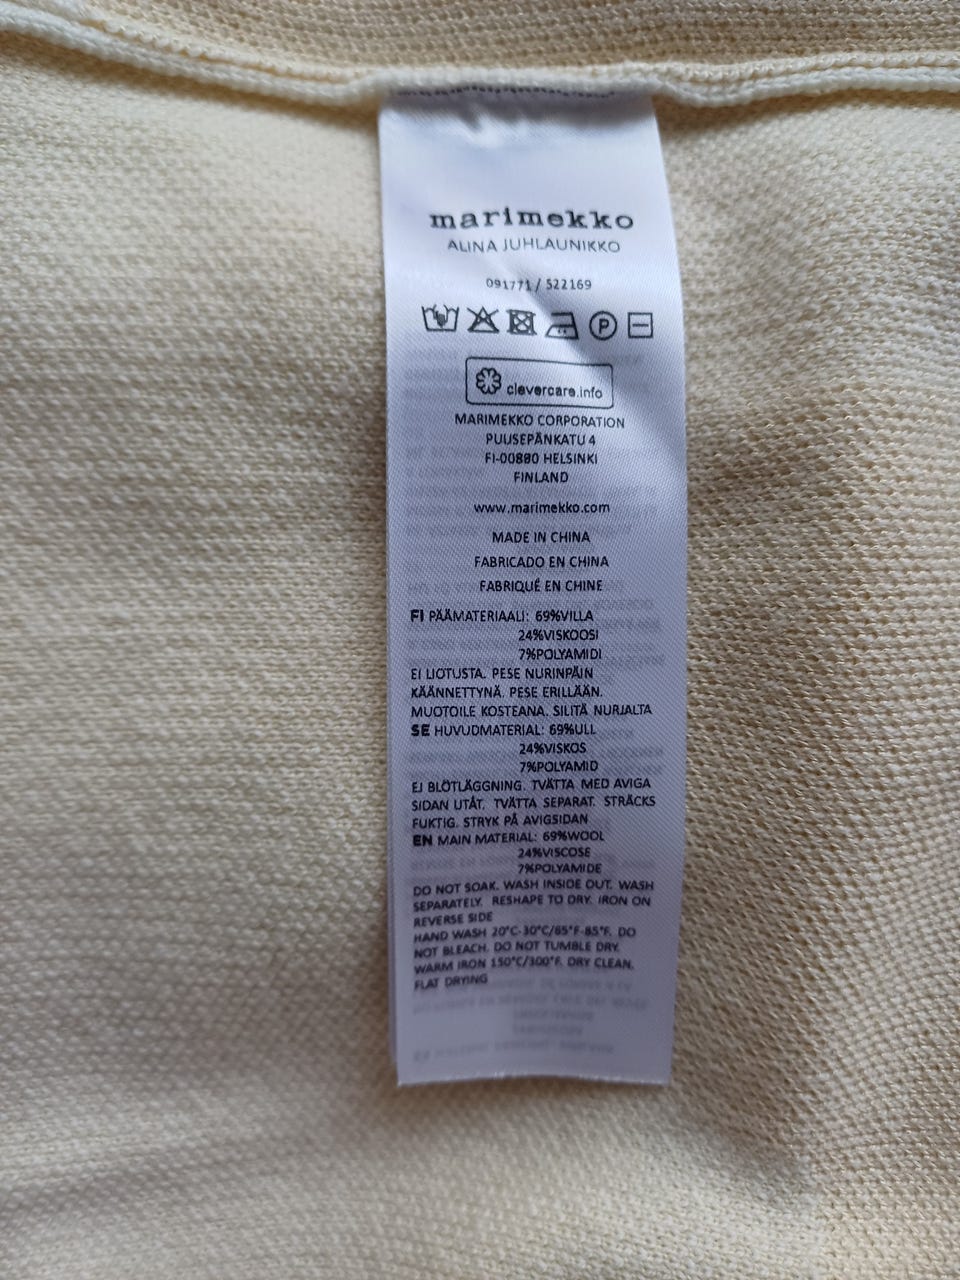 marimekko
ALINA JUHLAUNIKKO
091771 / 522169
P
clevercare.info
MARIMEKKO CORPORATION
PUUSEPÄNKATU 4
FI-00880 HELSINKI
FINLAND
www.marimekko.com
MADE IN CHINA
FABRICADO EN CHINA
FABRIQUÉ EN CHINE
FI PÄÄMATERIAALI: 69%VILLA
24%VISKOOSI
7%POLYAMIDI
EI LIOTUSTA. PESE NURINPÄIN
KÄÄNNETTYNÄ. PESE ERILLÄÄN.
MUOTOILE KOSTEANA. SILITÄ NURJALTA
SE HUVUDMATERIAL: 69%ULL
24%VISKOS
7%POLYAMID
EJ BLÖTLÄGGNING. TVÄTTA MED AVIGA
SIDAN UTÅT. TVÄTTA SEPARAT. STRÄCKS
FUKTIG. STRYK PÅ AVIGSIDAN
EN MAIN MATERIAL: 69%WOOL
24%VISCOSE
7%POLYAMIDE
DO NOT SOAK. WASH INSIDE OUT. WASH
SEPARATELY. RESHAPE TO DRY. IRON ON
REVERSE SIDE
HAND WASH 20°C-30°C/65°F-85°F. DO
NOT BLEACH. DO NOT TUMBLE DRY.
WARM IRON 150°C/300°F. DRY CLEAN.
FLAT DRYING